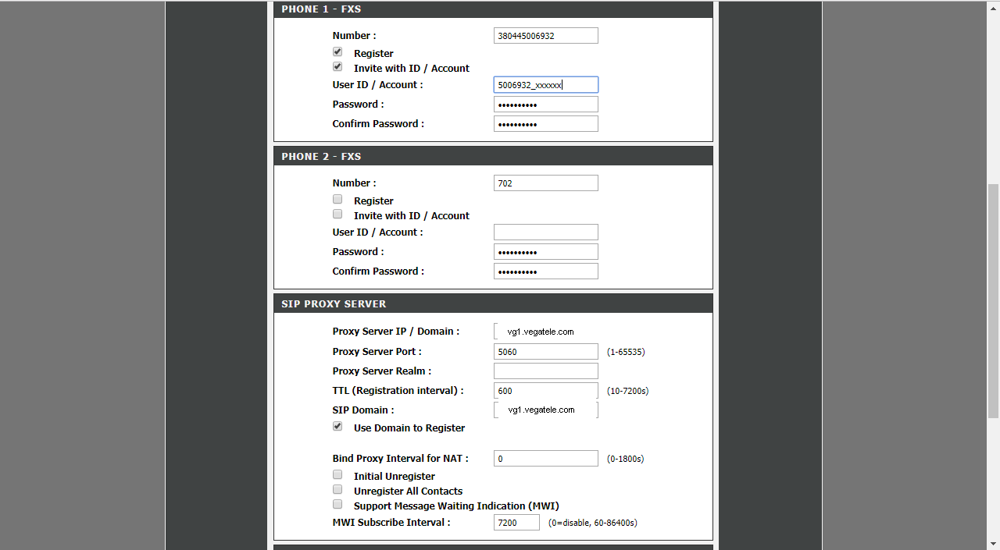 PHONE 1 - FXS
Number : 380445006932
Register
Invite with ID / Account
User ID / Account : 5006932_xxxxxx
Password : ••••••••••
Confirm Password : ••••••••••
PHONE 2 - FXS
Number : 702
Register
Invite with ID / Account
User ID / Account :
Password : ••••••••••
Confirm Password : ••••••••••
SIP PROXY SERVER
Proxy Server IP / Domain : vg1.vegatele.com
Proxy Server Port : 5060 (1-65535)
Proxy Server Realm :
TTL (Registration interval) : 600 (10-7200s)
SIP Domain : vg1.vegatele.com
Use Domain to Register
Bind Proxy Interval for NAT : 0 (0-1800s)
Initial Unregister
Unregister All Contacts
Support Message Waiting Indication (MWI)
MWI Subscribe Interval : 7200 (0=disable, 60-86400s)